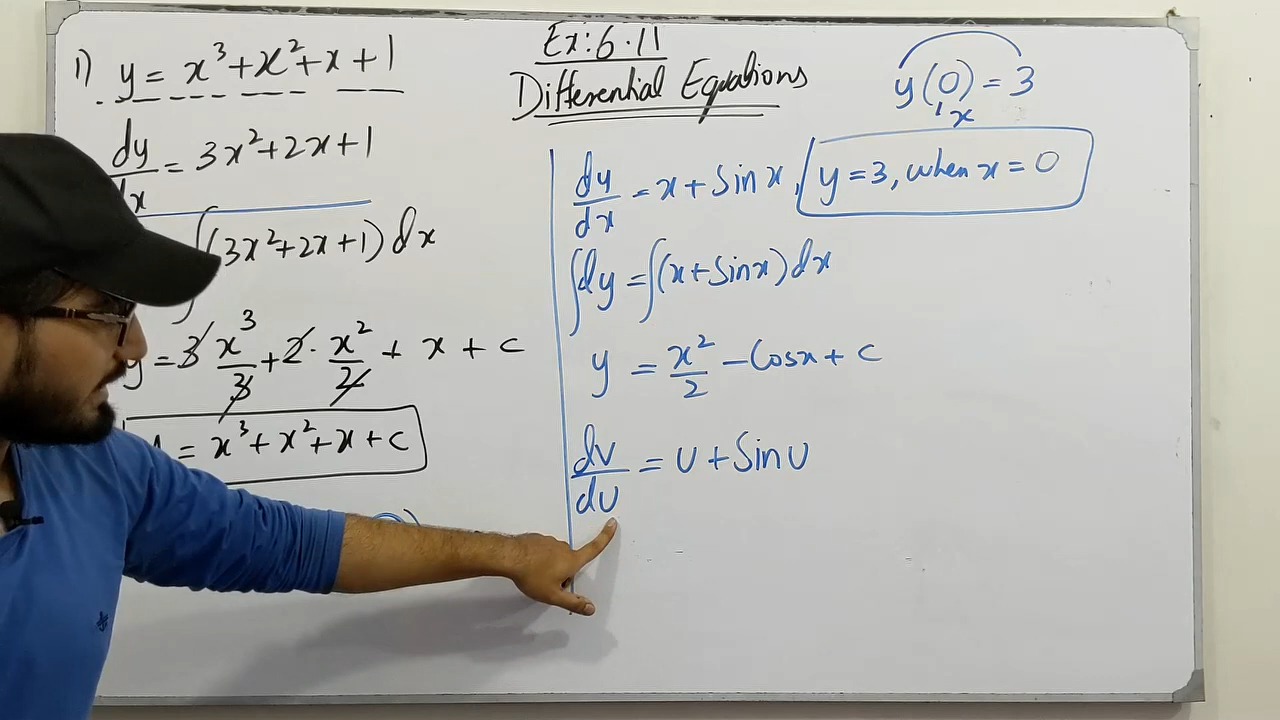 Ex: 6.11
Differential Equations
1) y = x³ + x² + x + 1
dy/dx = 3x² + 2x + 1
∫(3x² + 2x + 1) dx
y = 3 x³/3 + 2 · x²/2 + x + c
= x³ + x² + x + c
y(0) = 3
x
dy/dx = x + Sin x, y = 3, when x = 0
∫dy = ∫(x + Sin x) dx
y = x²/2 − Cos x + c
dv/du = u + Sin u